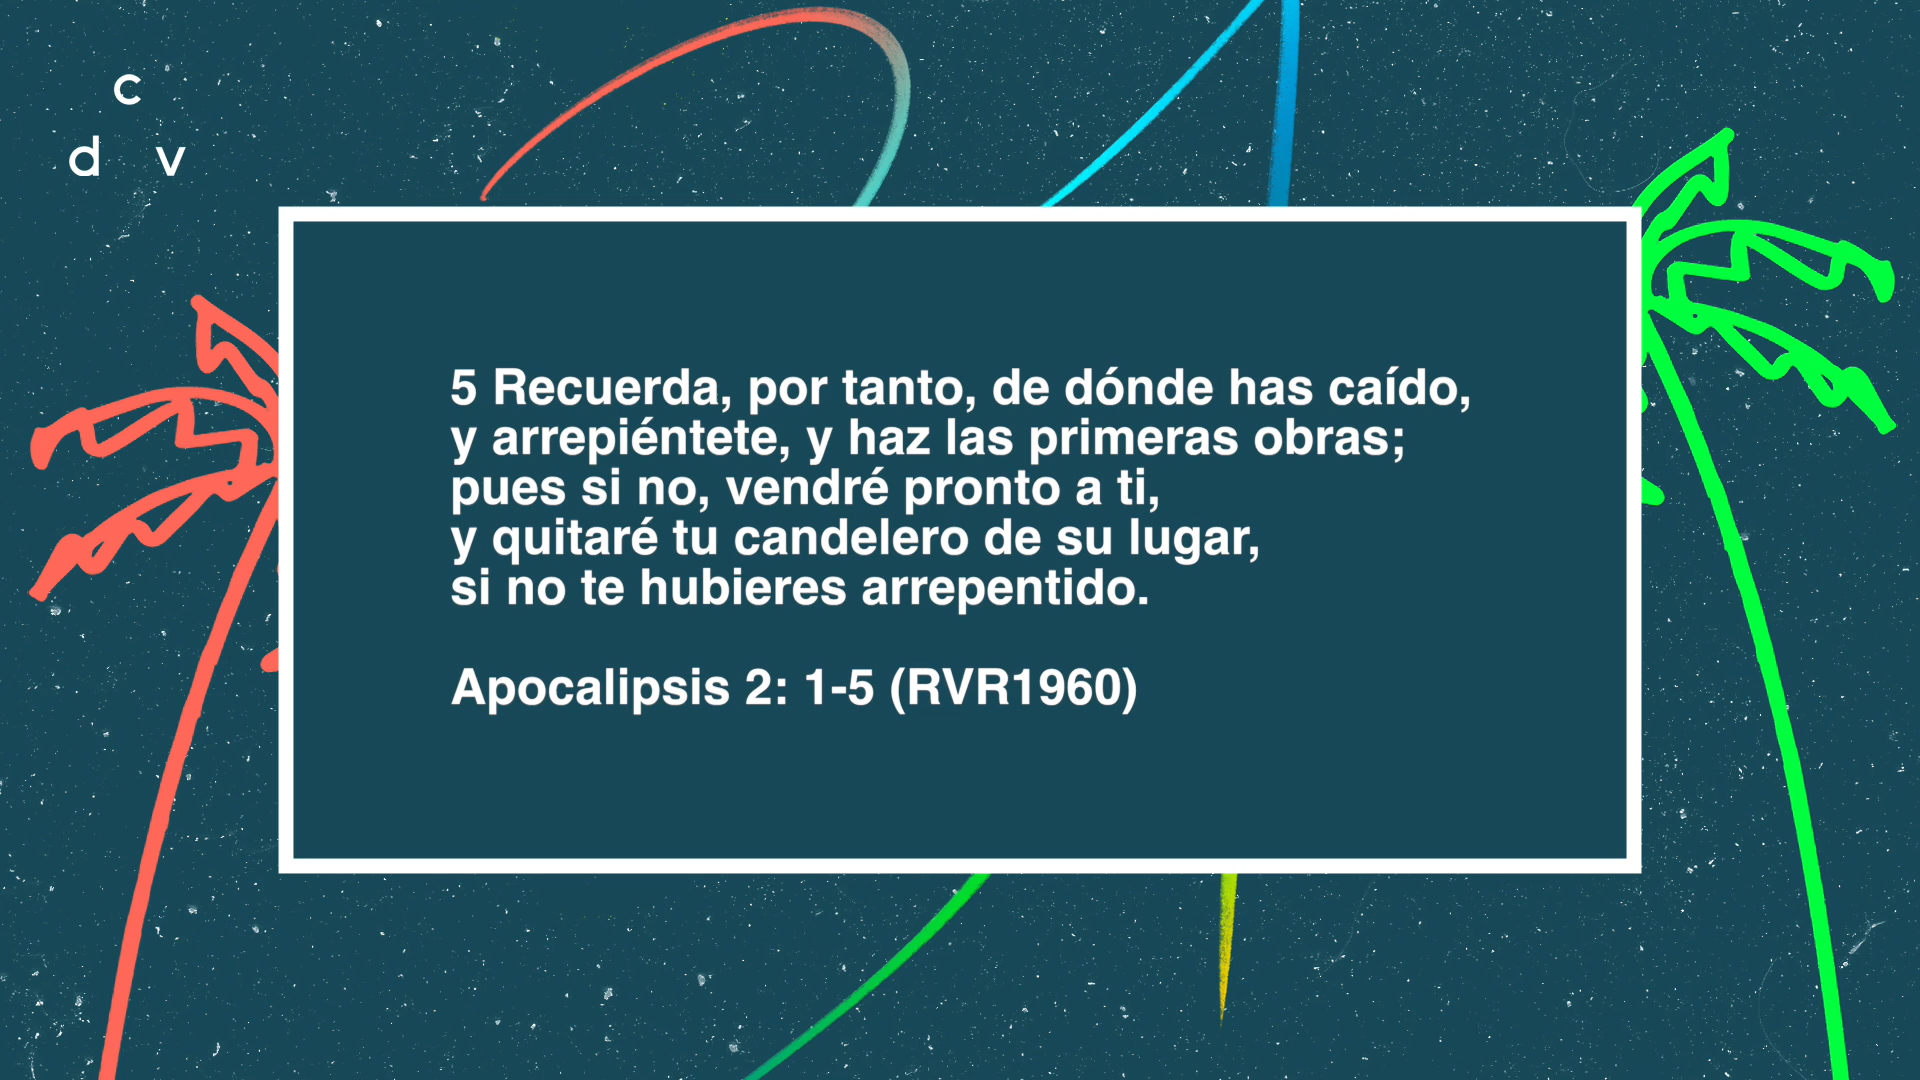 c
d v
5 Recuerda, por tanto, de dónde has caído,
y arrepiéntete, y haz las primeras obras;
pues si no, vendré pronto a ti,
y quitaré tu candelero de su lugar,
si no te hubieres arrepentido.
Apocalipsis 2: 1-5 (RVR1960)